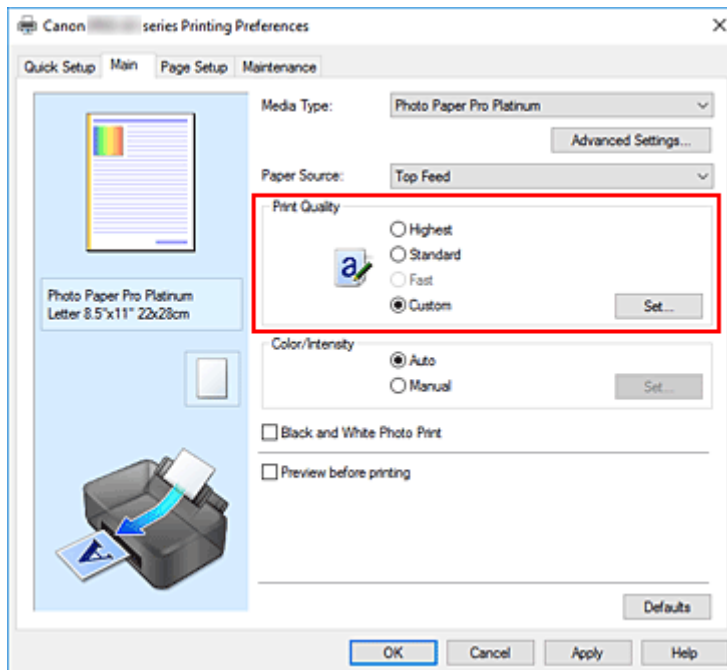 Canon series Printing Preferences
Quick Setup Main Page Setup Maintenance
Media Type: Photo Paper Pro Platinum
Advanced Settings...
Paper Source: Top Feed
Print Quality
Highest
Standard
Fast
Custom Set...
a
Photo Paper Pro Platinum
Letter 8.5"x11" 22x28cm
Color/Intensity
Auto
Manual Set...
Black and White Photo Print
Preview before printing
A
Defaults
OK Cancel Apply Help